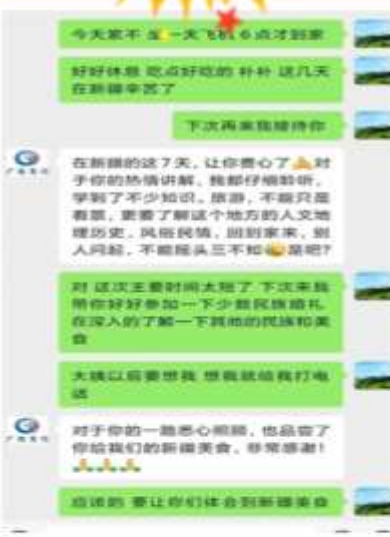 今天累不 一天飞机6点才到家
好好休息 吃点好吃的 补补 这几天
在新疆辛苦了
下次再来我接待你
在新疆的这7天，让你费心了🙏对
于你的热情讲解，我都仔细聆听，
学到了不少知识。旅游，不能只是
看景，更要了解这个地方的人文地
理历史，风俗民情，回到家来，别
人问起，不能摇头三不知😄是吧？
对 这次主要时间太短了 下次来我
带你好好参加一下少数民族婚礼
在深入的了解一下其他的民族和美
食
大姨以后要想我 想我就给我打电
话
对于你的一路悉心照顾，也品尝了
你给我们的新疆美食，非常感谢！
🙏🙏🙏
应该的 要让你们体会到新疆美食